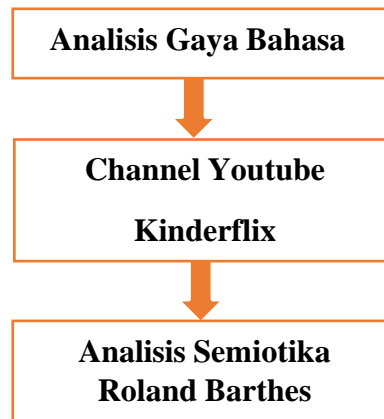 Analisis Gaya Bahasa
Channel Youtube
Kinderflix
Analisis Semiotika
Roland Barthes